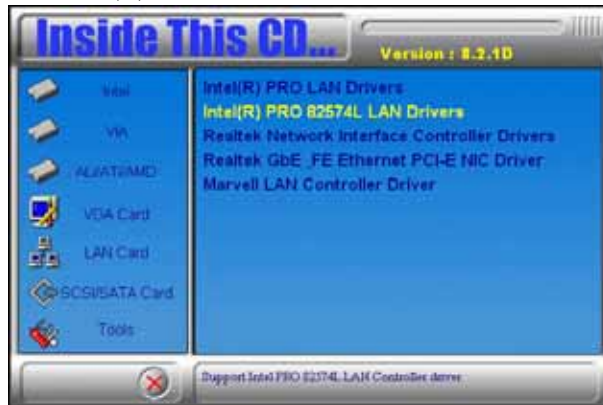 Inside This CD...
Version : 8.2.1D
Intel
VIA
ALI/ATI/AMD
VGA Card
LAN Card
SCSI/SATA Card
Tools
Intel(R) PRO LAN Drivers
Intel(R) PRO 82574L LAN Drivers
Realtek Network Interface Controller Drivers
Realtek GbE_FE Ethernet PCI-E NIC Driver
Marvell LAN Controller Driver
Support Intel PRO 82574L LAN Controller driver